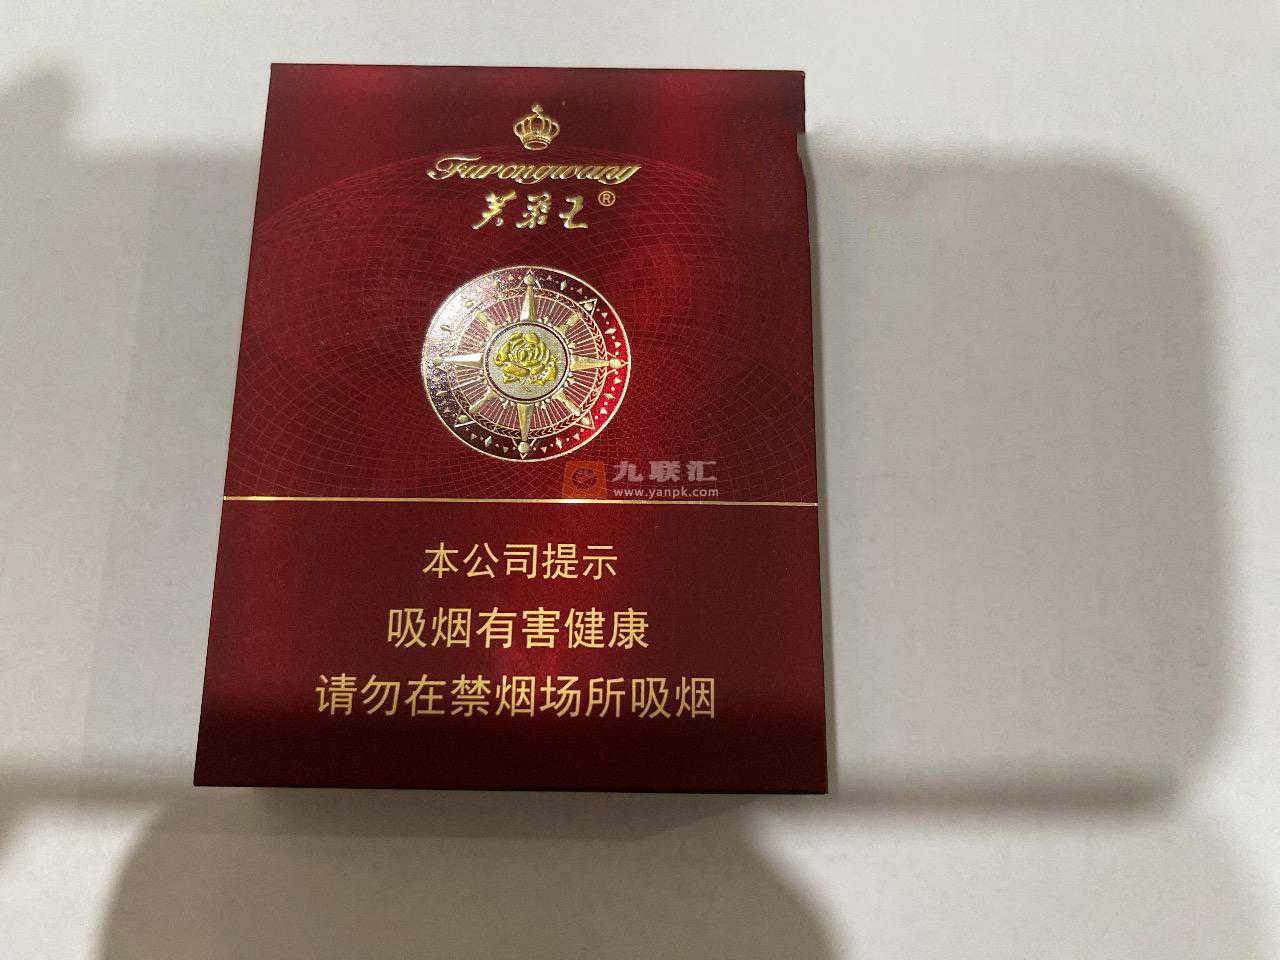 Furongwang
芙蓉王®
九联汇
www.yanpk.com
本公司提示
吸烟有害健康
请勿在禁烟场所吸烟